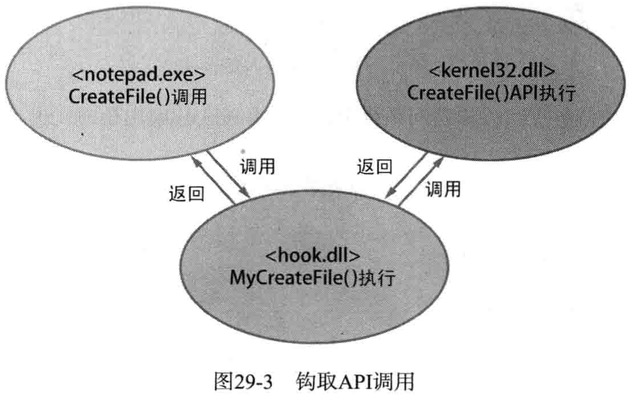 <notepad.exe>
CreateFile()调用
<kernel32.dll>
CreateFile()API执行
调用
返回
返回
调用
<hook.dll>
MyCreateFile()执行
图29-3 钩取API调用